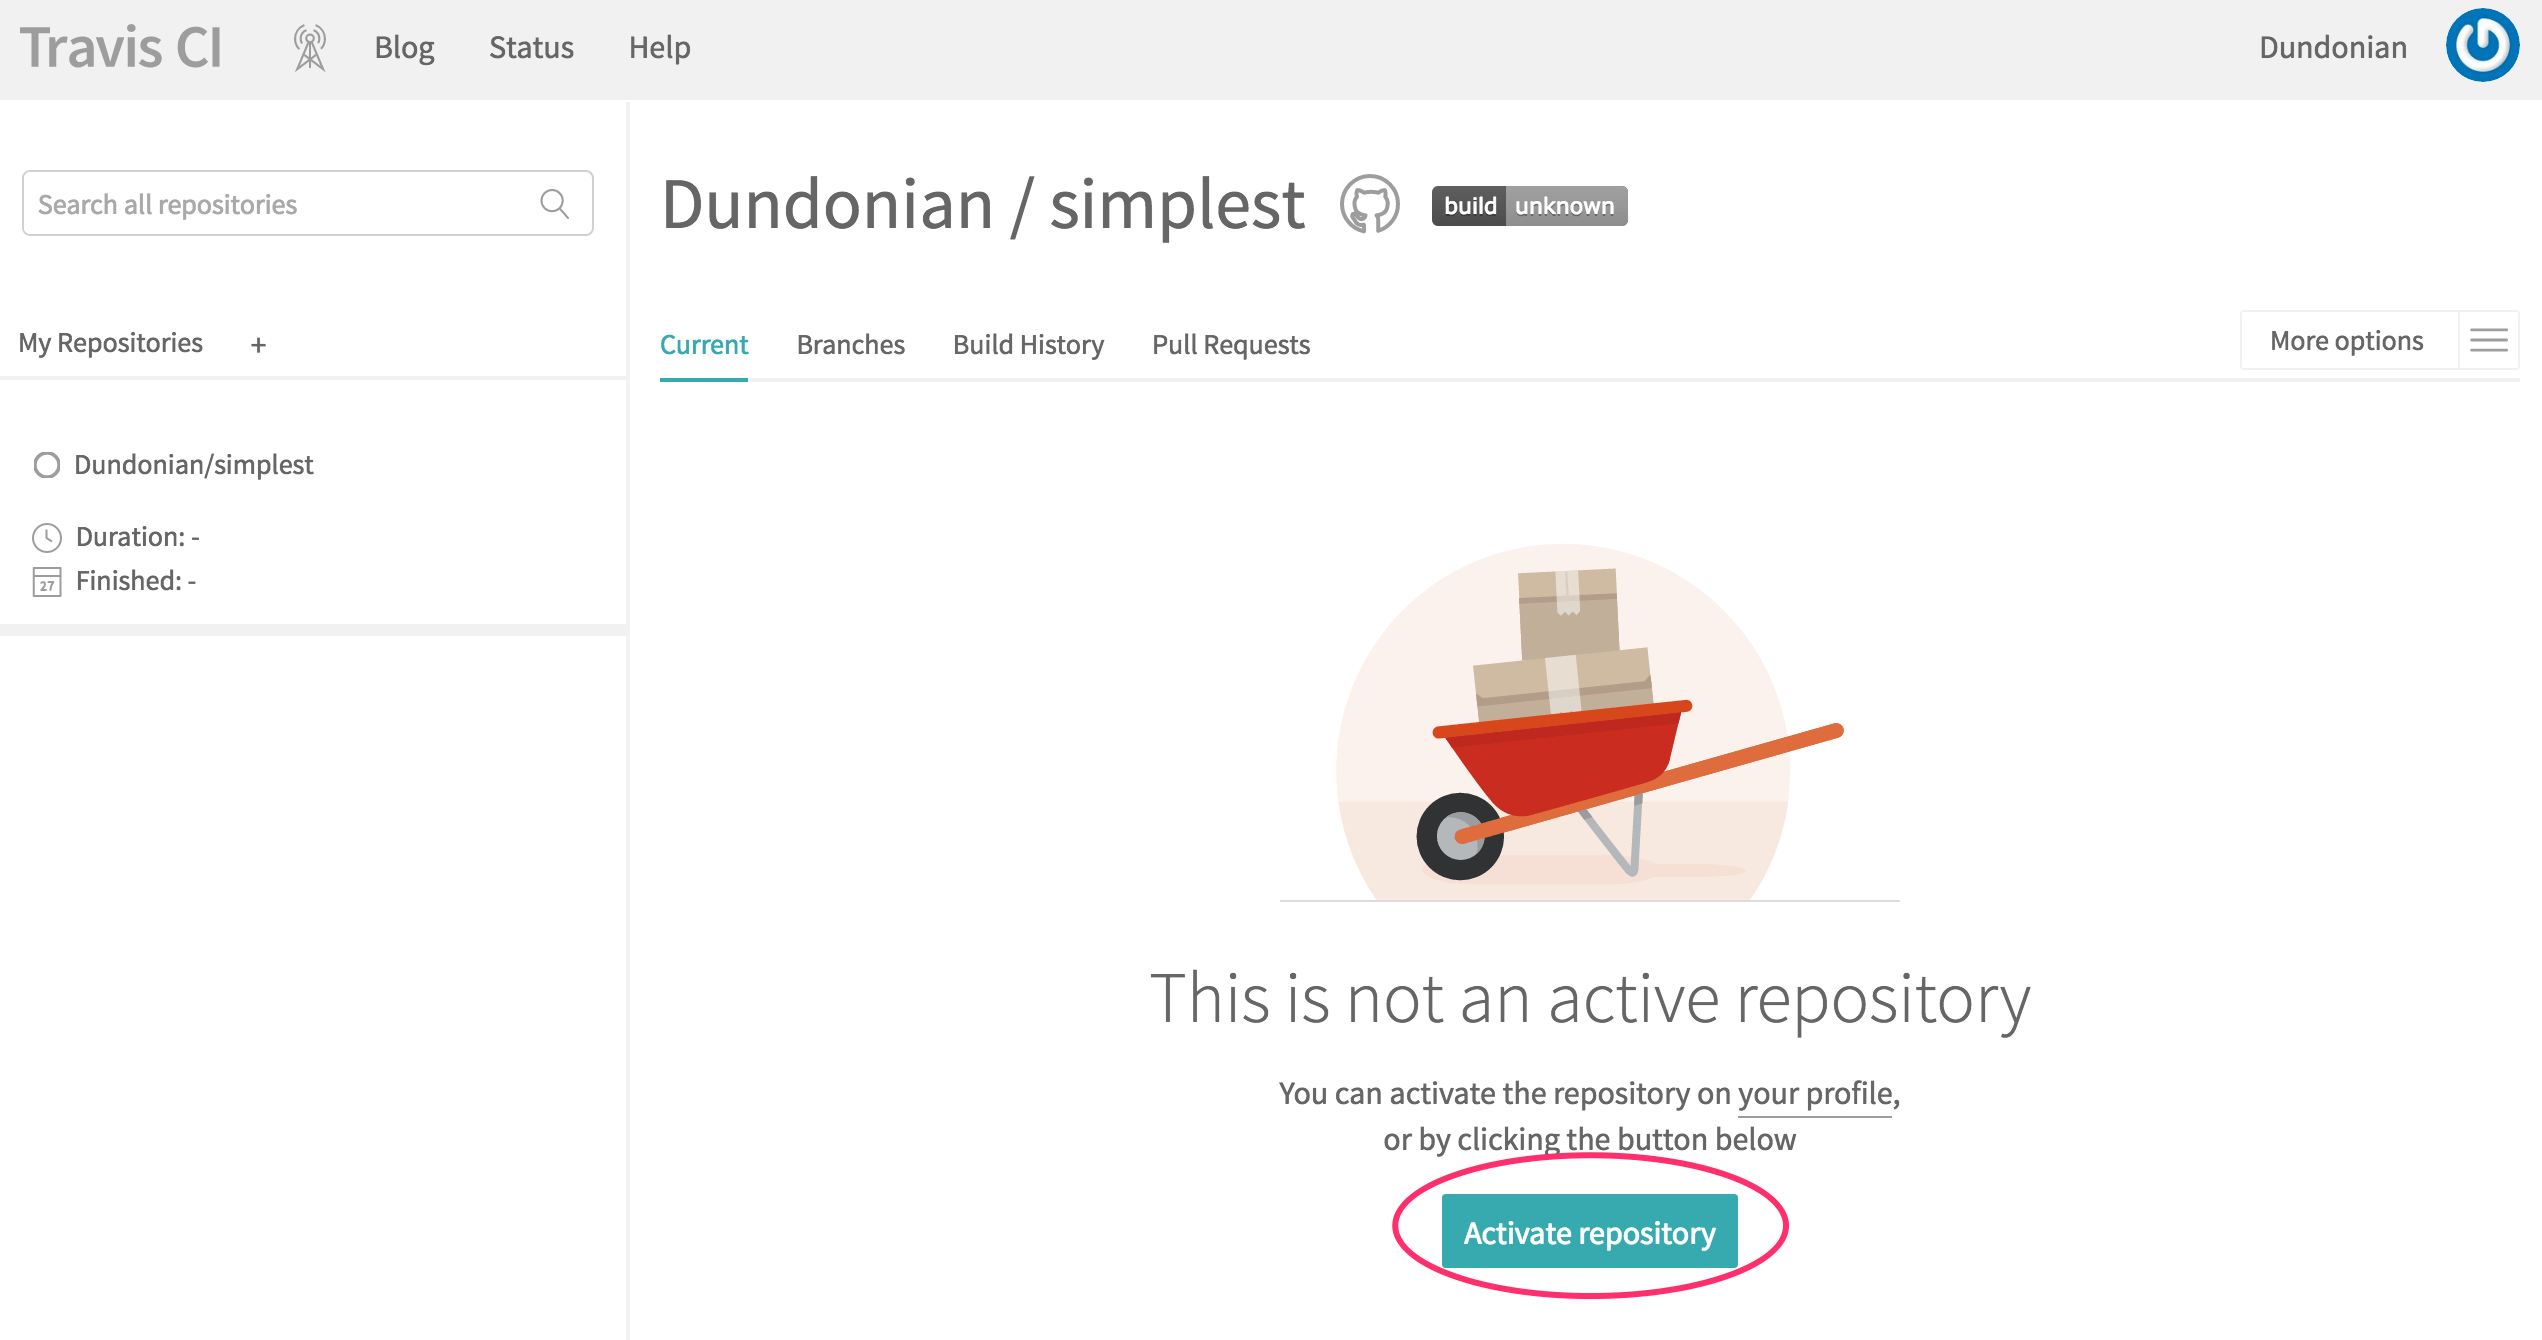 Travis CI
Blog
Status
Help
Dundonian
Search all repositories
My Repositories +
Dundonian/simplest
Duration: -
27
Finished: -
Dundonian / simplest
build unknown
Current
Branches
Build History
Pull Requests
More options
This is not an active repository
You can activate the repository on your profile,
or by clicking the button below
Activate repository